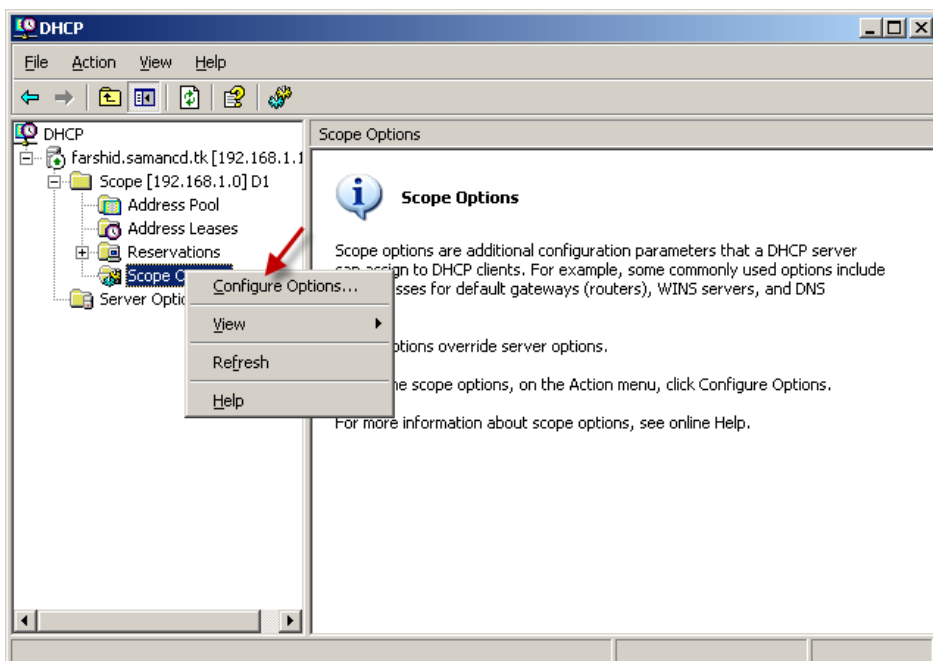 DHCP
File Action View Help
DHCP
farshid.samancd.tk [192.168.1.1
Scope [192.168.1.0] D1
Address Pool
Address Leases
Reservations
Scope O
Server Optio
Configure Options...
View
Refresh
Help
Scope Options
Scope Options
Scope options are additional configuration parameters that a DHCP server
can assign to DHCP clients. For example, some commonly used options include
sses for default gateways (routers), WINS servers, and DNS
ptions override server options.
he scope options, on the Action menu, click Configure Options.
For more information about scope options, see online Help.